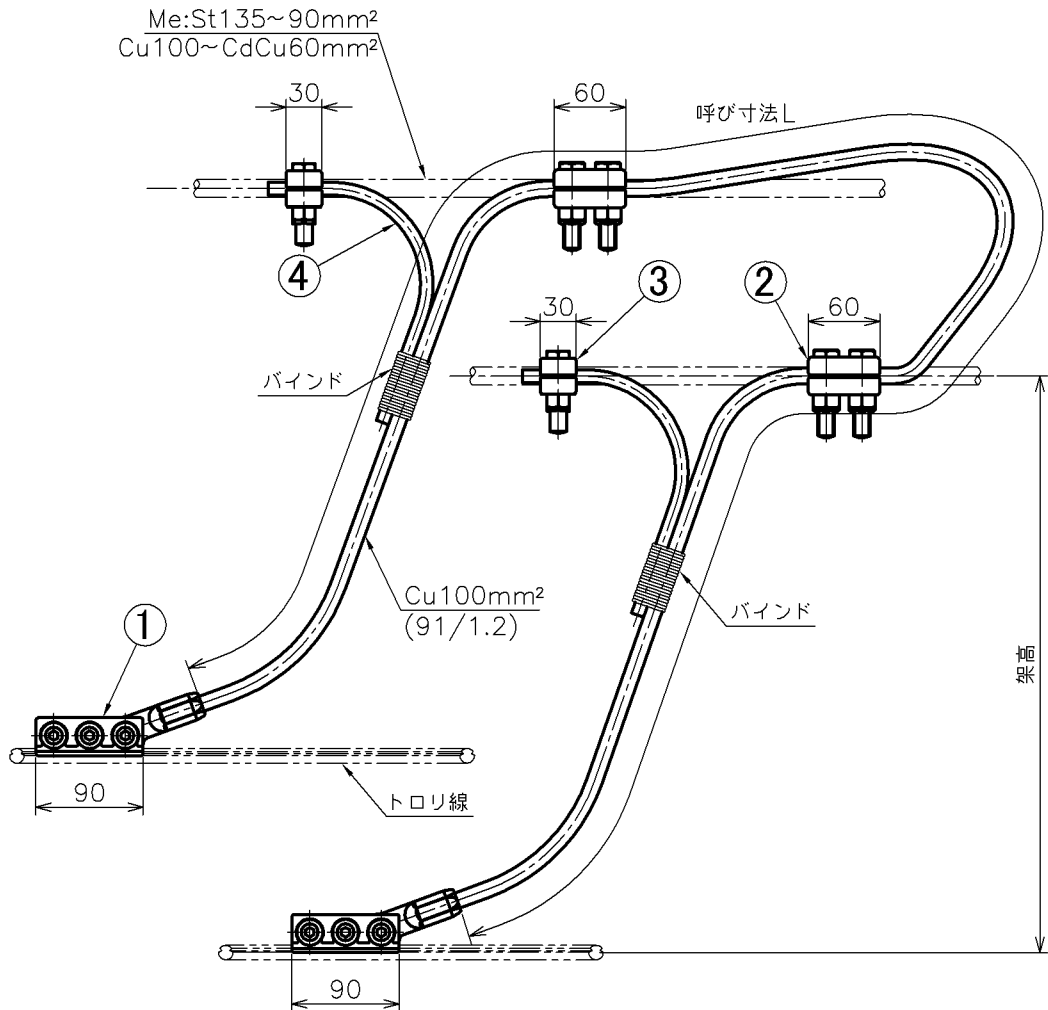 Me:St135~90mm²
Cu100~CdCu60mm²
30
60
呼び寸法L
④
③
②
30
60
バインド
Cu100mm²
(91/1.2)
バインド
①
架高
90
トロリ線
90